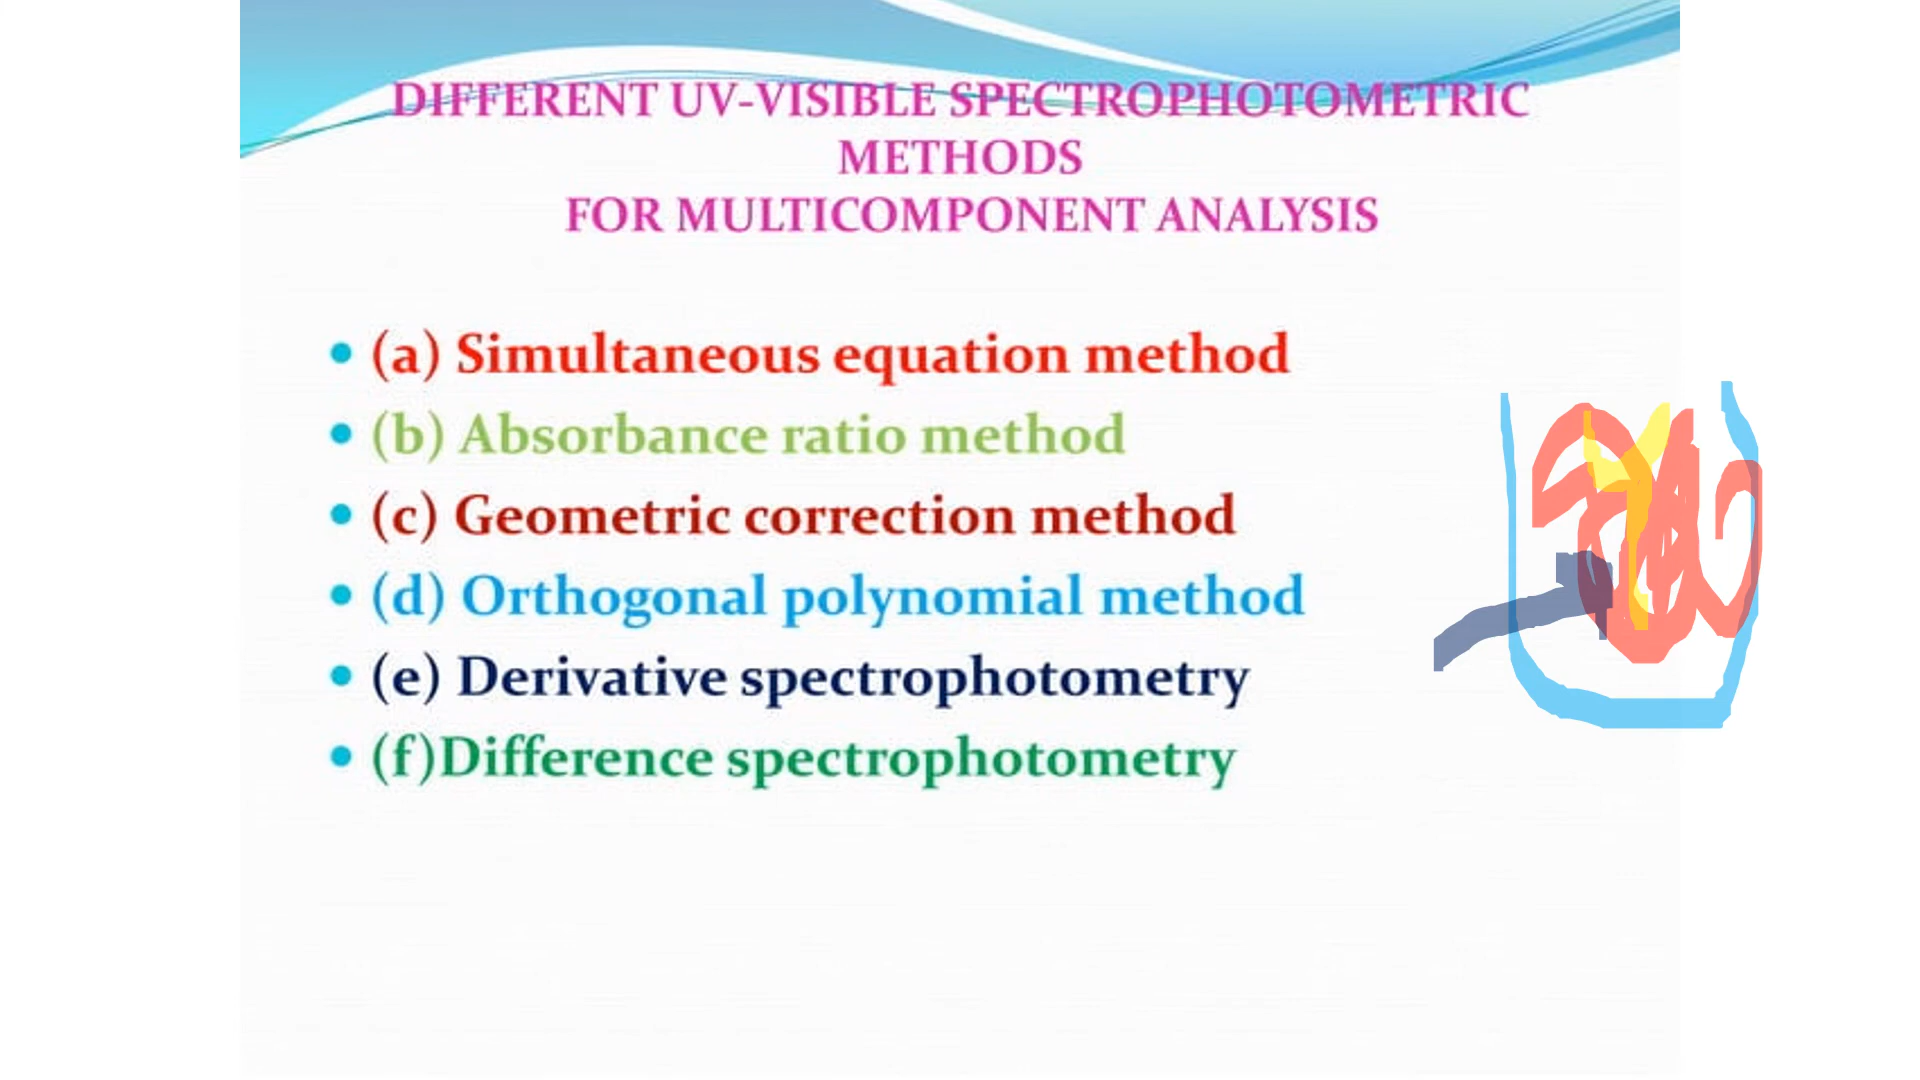 DIFFERENT UV-VISIBLE SPECTROPHOTOMETRIC
METHODS
FOR MULTICOMPONENT ANALYSIS
• (a) Simultaneous equation method
• (b) Absorbance ratio method
• (c) Geometric correction method
• (d) Orthogonal polynomial method
• (e) Derivative spectrophotometry
• (f)Difference spectrophotometry